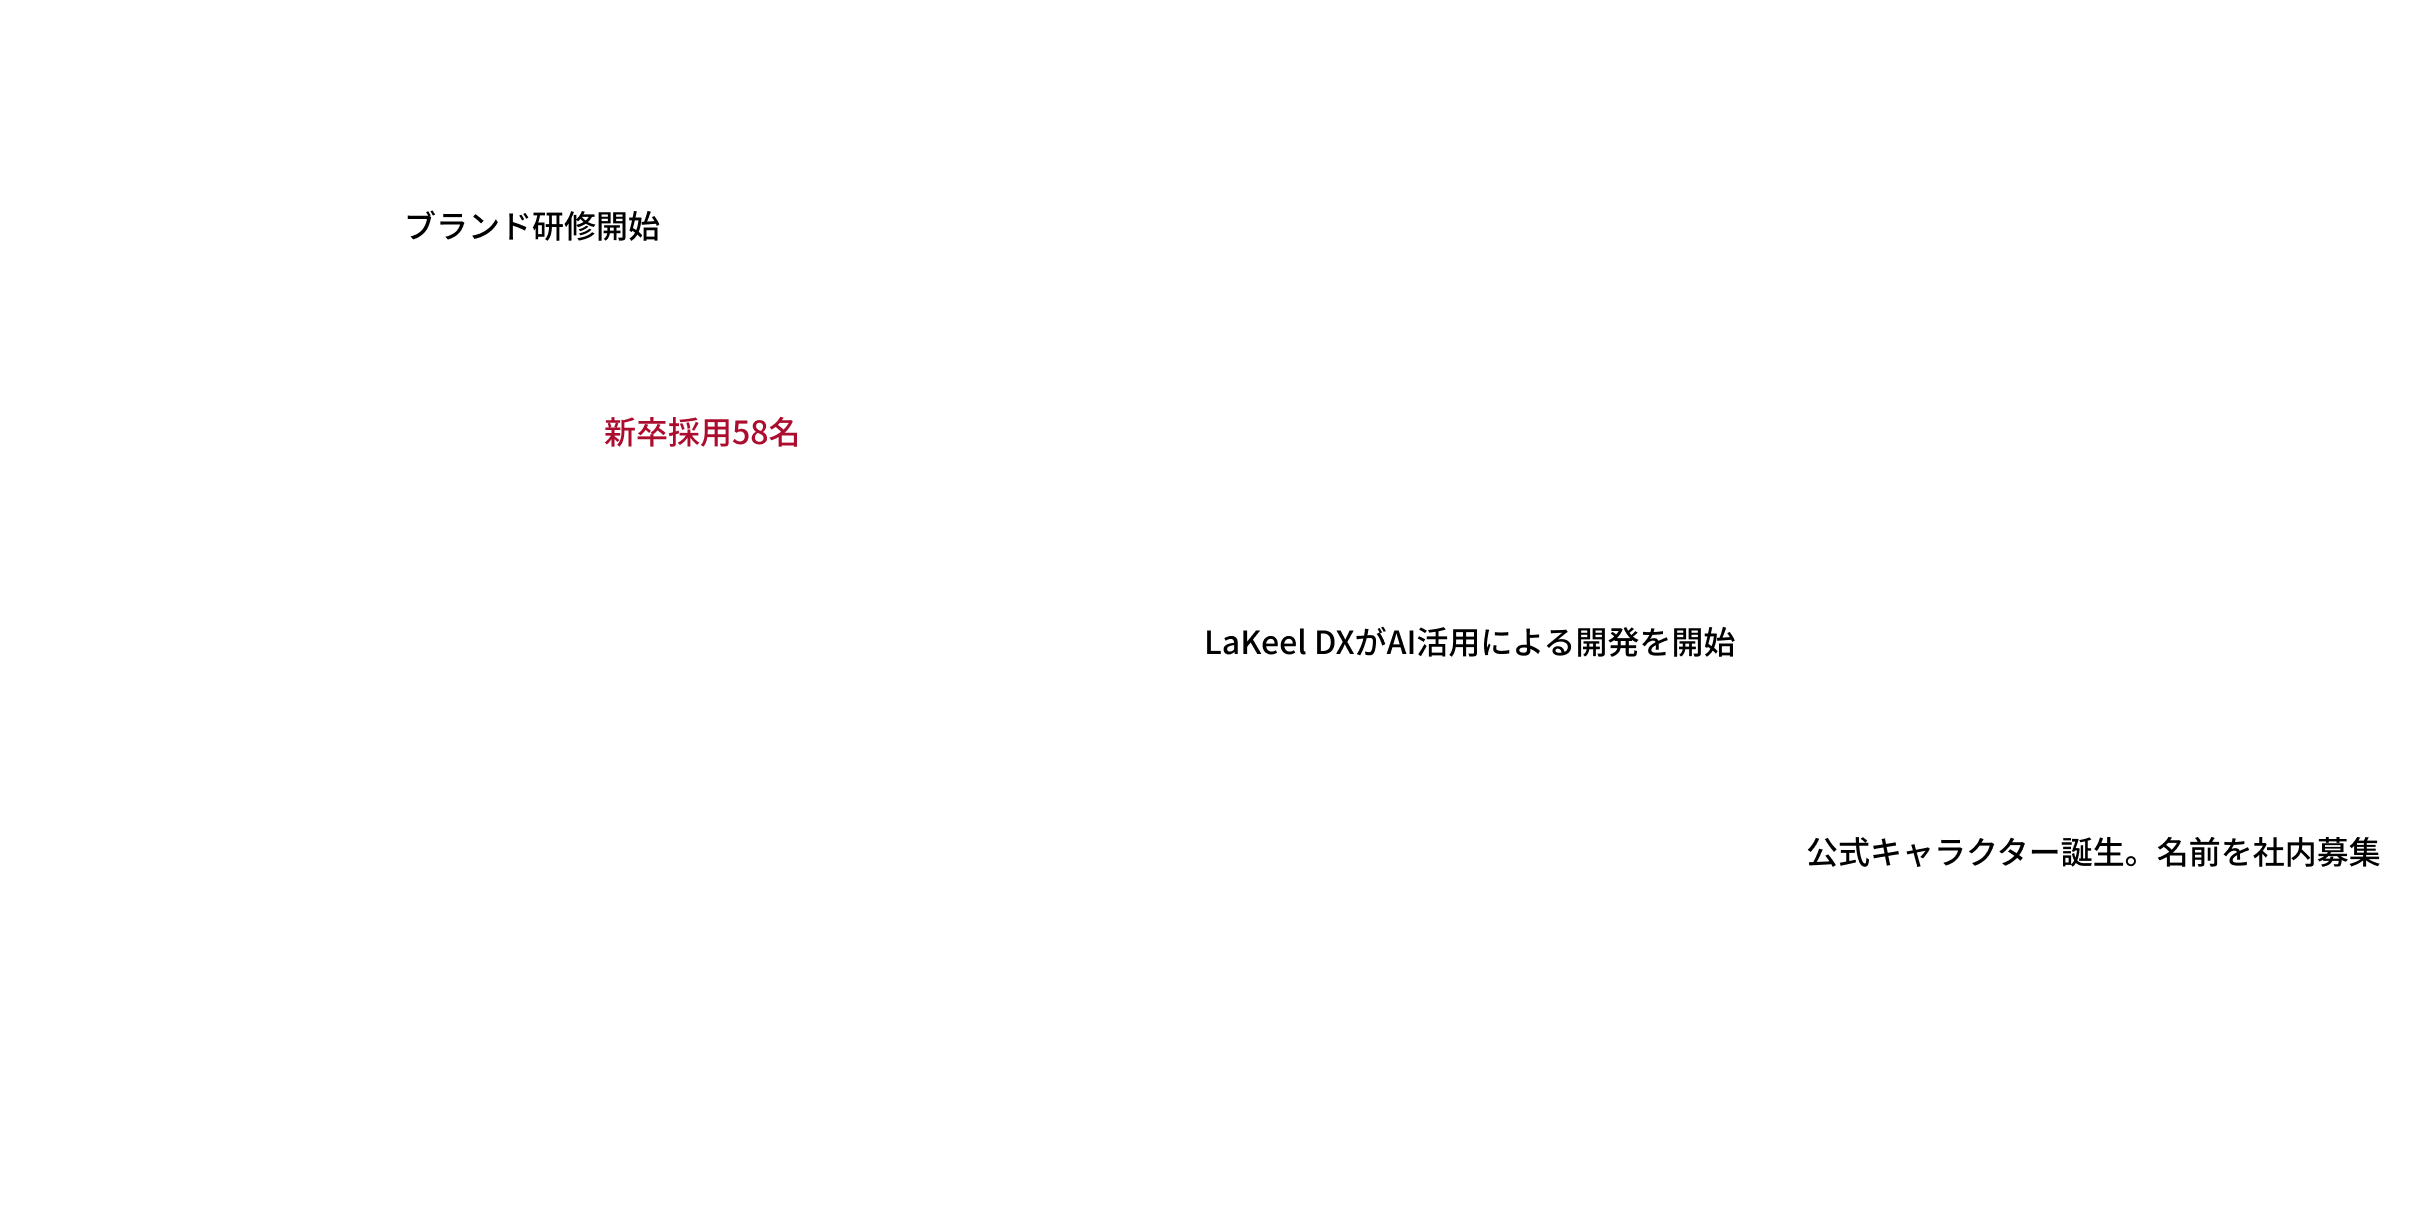 ブランド研修開始
新卒採用58名
LaKeel DXがAI活用による開発を開始
公式キャラクター誕生。名前を社内募集